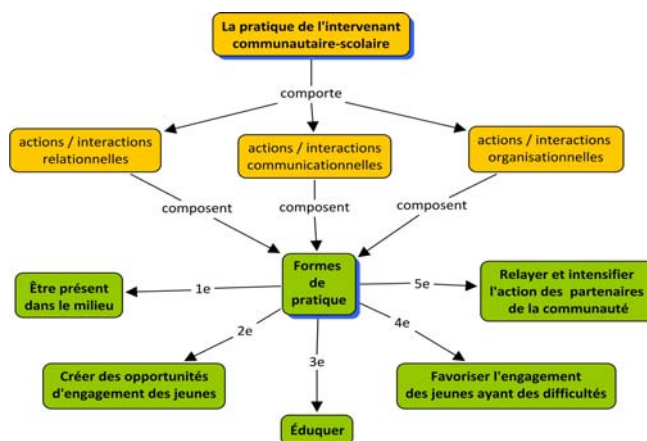 La pratique de l'intervenant
communautaire-scolaire
comporte
actions / interactions
relationnelles
actions / interactions
communicationnelles
actions / interactions
organisationnelles
composent
composent
composent
Formes
de
pratique
1e
Être présent
dans le milieu
2e
Créer des opportunités
d'engagement des jeunes
3e
Éduquer
4e
Favoriser l'engagement
des jeunes ayant des difficultés
5e
Relayer et intensifier
l'action des partenaires
de la communauté